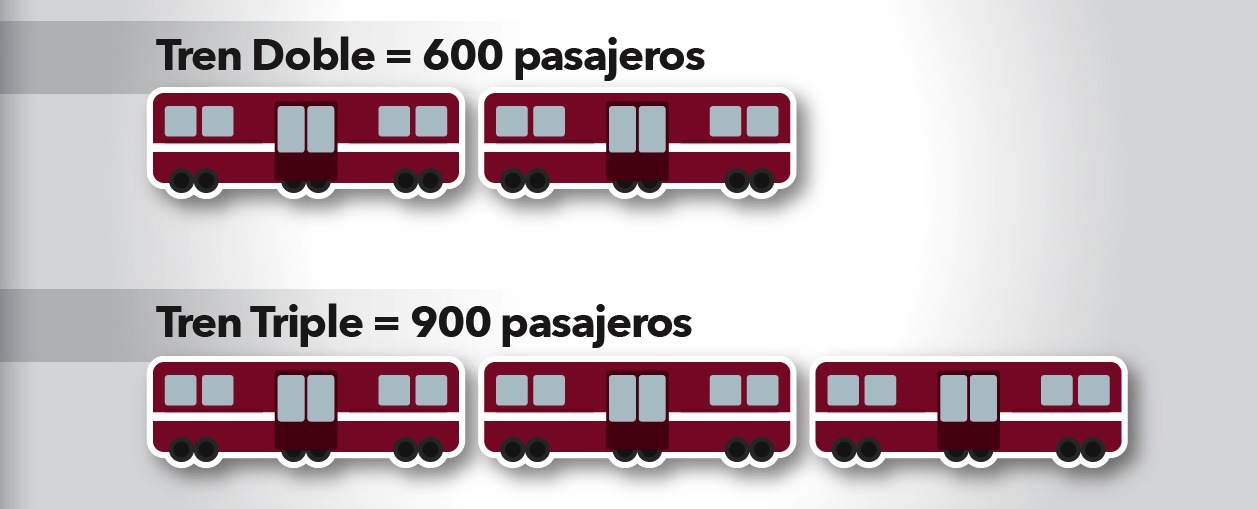 Tren Doble = 600 pasajeros
Tren Triple = 900 pasajeros